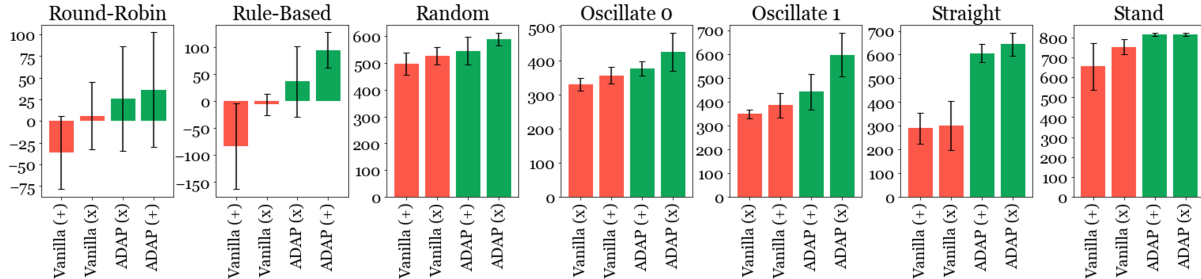 Round-Robin
100
75
50
25
0
−25
−50
−75
Vanilla (+)
Vanilla (x)
ADAP (x)
ADAP (+)
Rule-Based
100
50
0
−50
−100
−150
Vanilla (+)
Vanilla (x)
ADAP (x)
ADAP (+)
Random
600
500
400
300
200
100
0
Vanilla (+)
Vanilla (x)
ADAP (+)
ADAP (x)
Oscillate 0
500
400
300
200
100
0
Vanilla (x)
Vanilla (+)
ADAP (+)
ADAP (x)
Oscillate 1
700
600
500
400
300
200
100
0
Vanilla (x)
Vanilla (+)
ADAP (+)
ADAP (x)
Straight
700
600
500
400
300
200
100
0
Vanilla (+)
Vanilla (x)
ADAP (+)
ADAP (x)
Stand
800
700
600
500
400
300
200
100
0
Vanilla (+)
Vanilla (x)
ADAP (+)
ADAP (x)